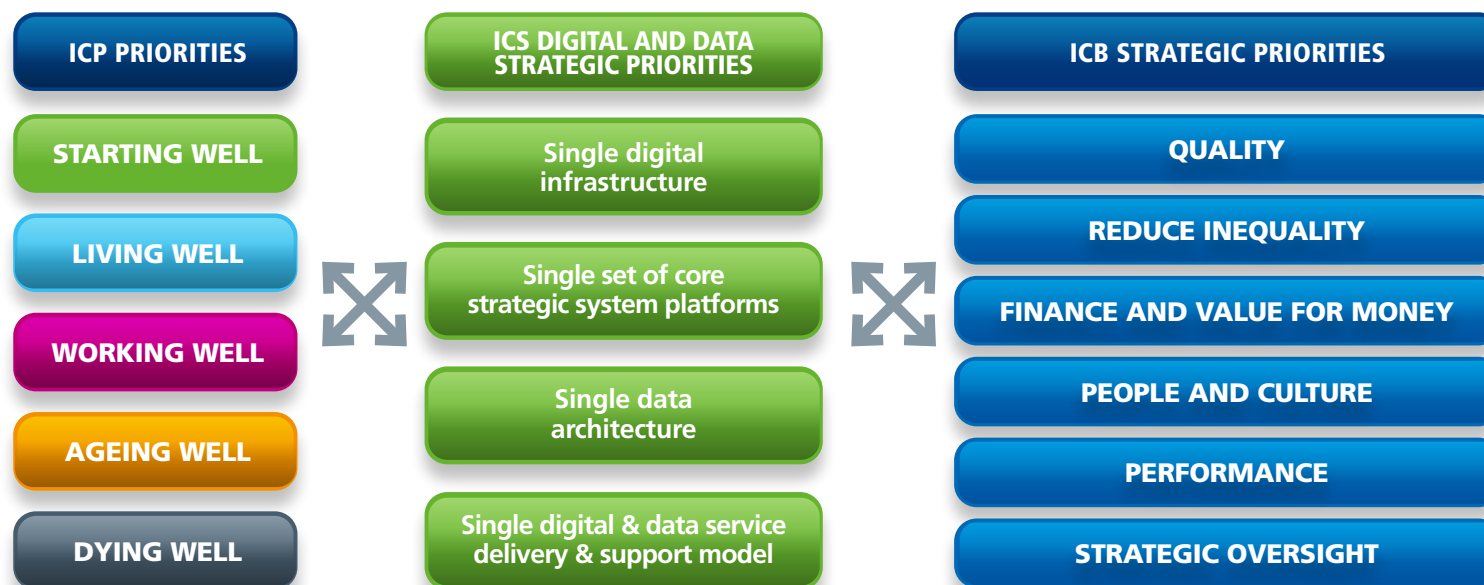 ICP PRIORITIES
STARTING WELL
LIVING WELL
WORKING WELL
AGEING WELL
DYING WELL
ICS DIGITAL AND DATA
STRATEGIC PRIORITIES
Single digital
infrastructure
Single set of core
strategic system platforms
Single data
architecture
Single digital & data service
delivery & support model
ICB STRATEGIC PRIORITIES
QUALITY
REDUCE INEQUALITY
FINANCE AND VALUE FOR MONEY
PEOPLE AND CULTURE
PERFORMANCE
STRATEGIC OVERSIGHT